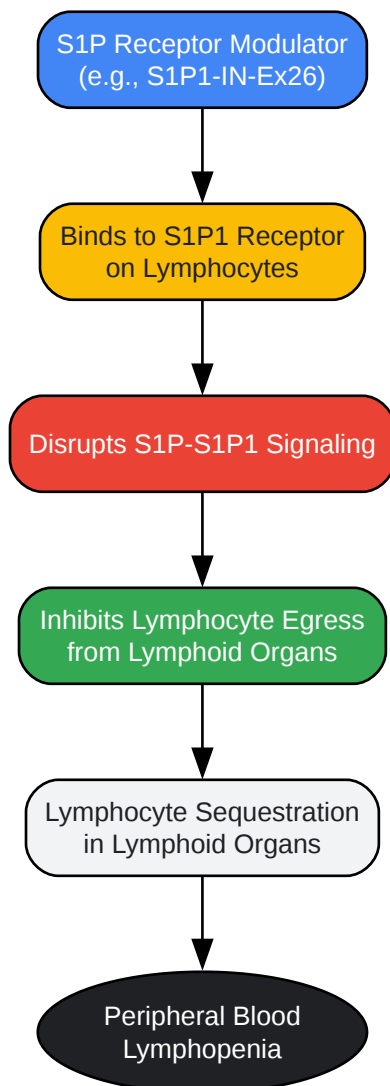 S1P Receptor Modulator
(e.g., S1P1-IN-Ex26)
Binds to S1P1 Receptor
on Lymphocytes
Disrupts S1P-S1P1 Signaling
Inhibits Lymphocyte Egress
from Lymphoid Organs
Lymphocyte Sequestration
in Lymphoid Organs
Peripheral Blood
Lymphopenia